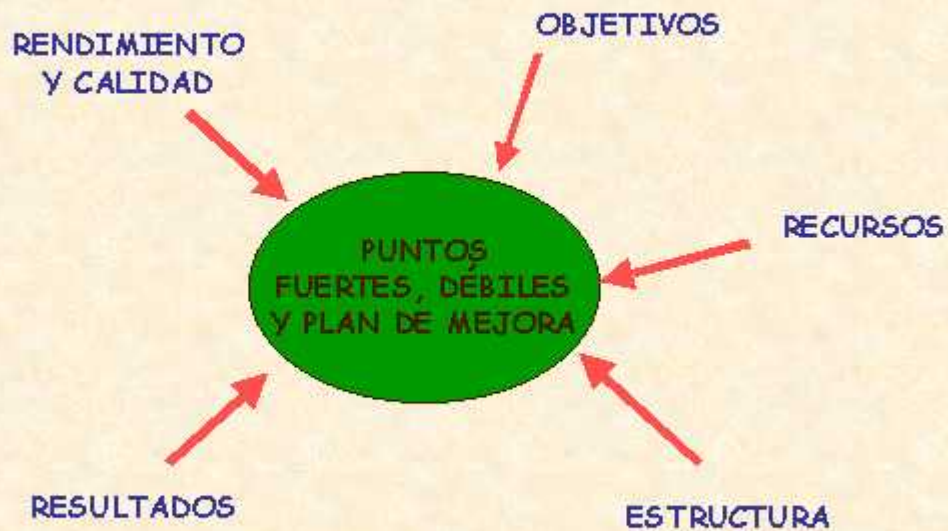 RENDIMIENTO
Y CALIDAD
OBJETIVOS
RECURSOS
PUNTOS
FUERTES, DÉBILES
Y PLAN DE MEJORA
RESULTADOS
ESTRUCTURA